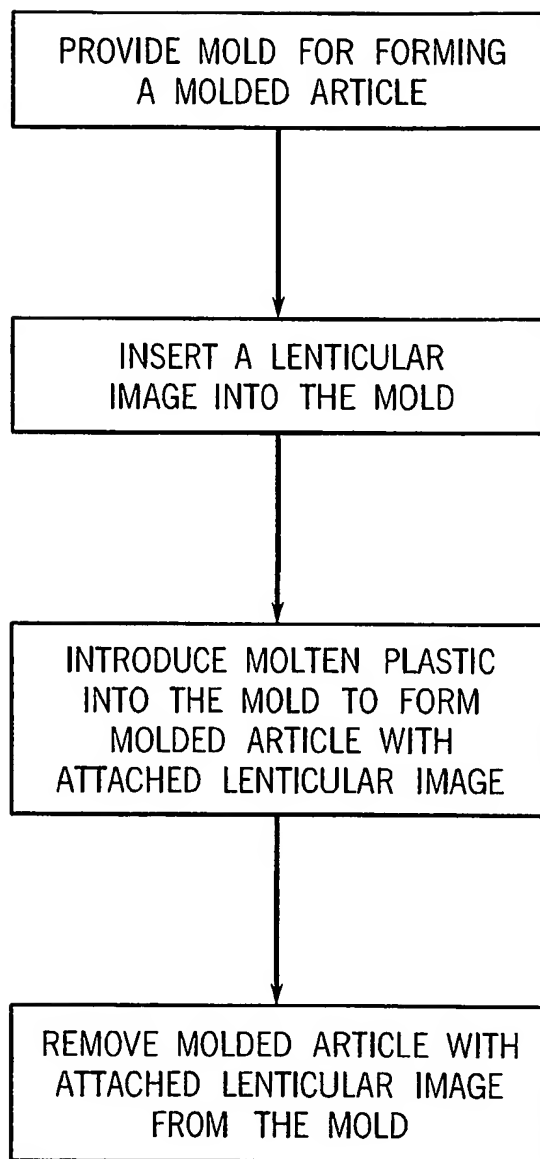 PROVIDE MOLD FOR FORMING
A MOLDED ARTICLE
INSERT A LENTICULAR
IMAGE INTO THE MOLD
INTRODUCE MOLTEN PLASTIC
INTO THE MOLD TO FORM
MOLDED ARTICLE WITH
ATTACHED LENTICULAR IMAGE
REMOVE MOLDED ARTICLE WITH
ATTACHED LENTICULAR IMAGE
FROM THE MOLD